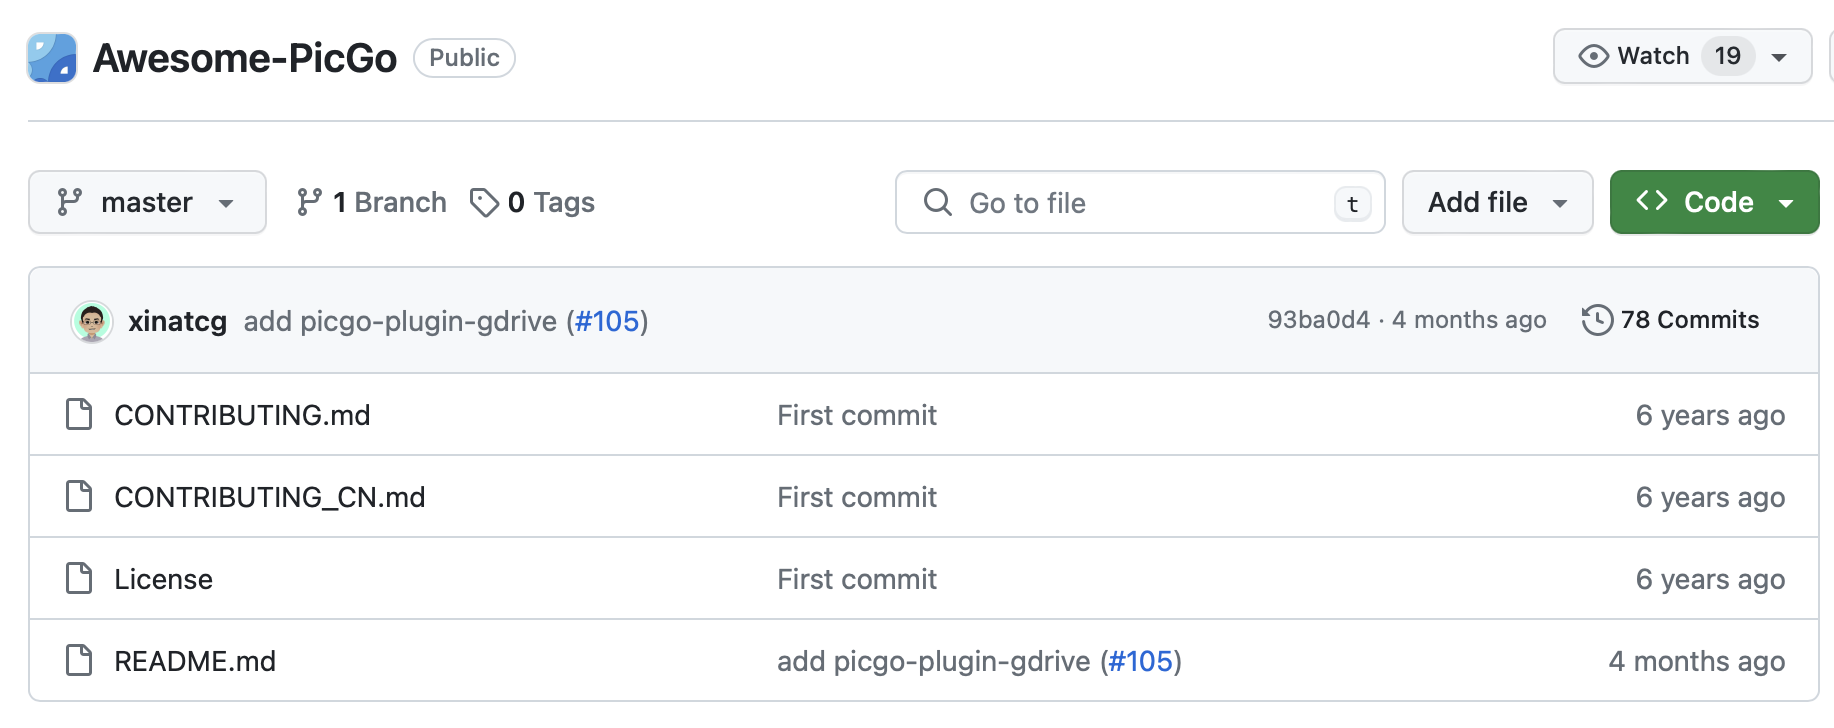 Awesome-PicGo Public Watch 19
master 1 Branch 0 Tags Go to file t Add file Code
xinatcg add picgo-plugin-gdrive (#105) 93ba0d4 · 4 months ago 78 Commits
CONTRIBUTING.md First commit 6 years ago
CONTRIBUTING_CN.md First commit 6 years ago
License First commit 6 years ago
README.md add picgo-plugin-gdrive (#105) 4 months ago